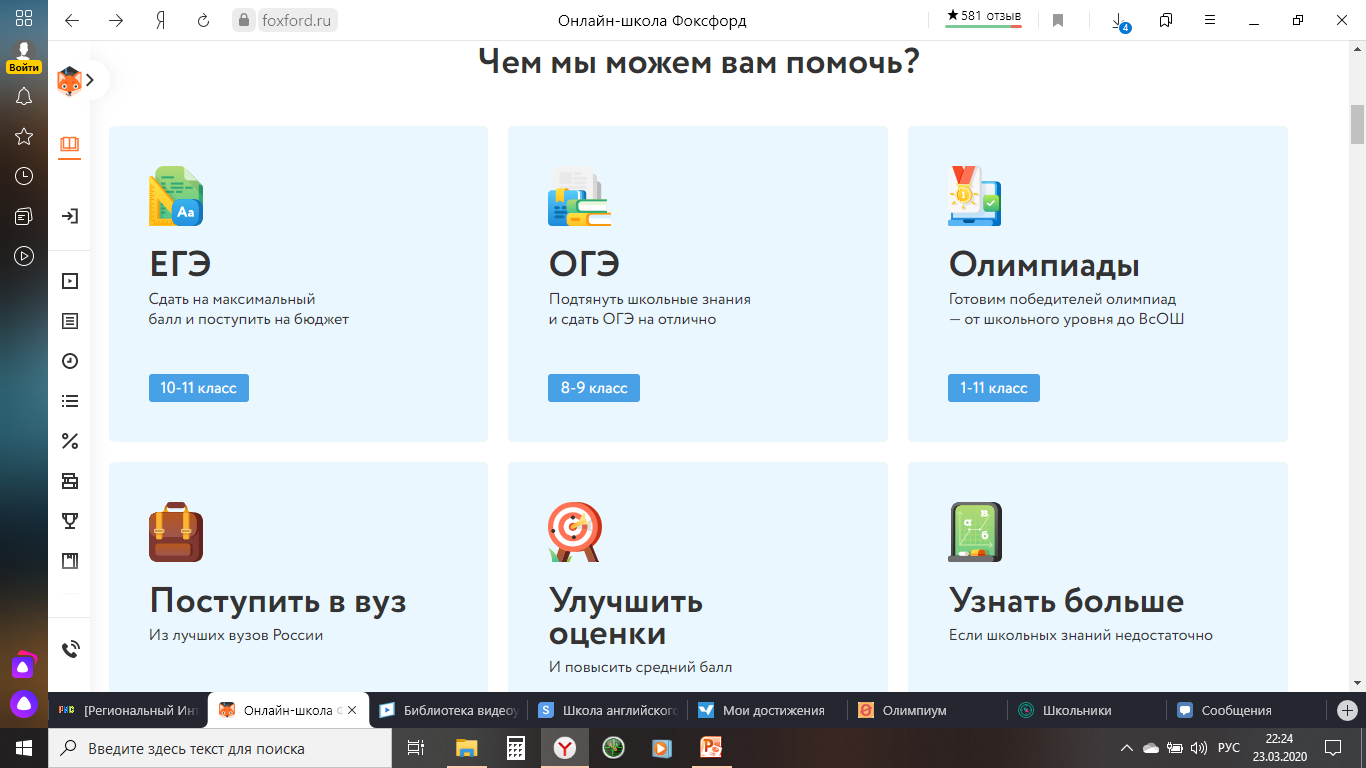 foxford.ru
Онлайн-школа Фоксфорд
★581 отзыв
4
Войти
Чем мы можем вам помочь?
Aa
ЕГЭ
Сдать на максимальный
балл и поступить на бюджет
10-11 класс
ОГЭ
Подтянуть школьные знания
и сдать ОГЭ на отлично
8-9 класс
Олимпиады
Готовим победителей олимпиад
— от школьного уровня до ВсОШ
1-11 класс
Поступить в вуз
Из лучших вузов России
Улучшить
оценки
И повысить средний балл
Узнать больше
Если школьных знаний недостаточно
[Региональный Инт
Онлайн-школа Ф
Библиотека видеоу
Школа английског
Мои достижения
Олимпиум
Школьники
Сообщения
Введите здесь текст для поиска
РУС
22:24
23.03.2020